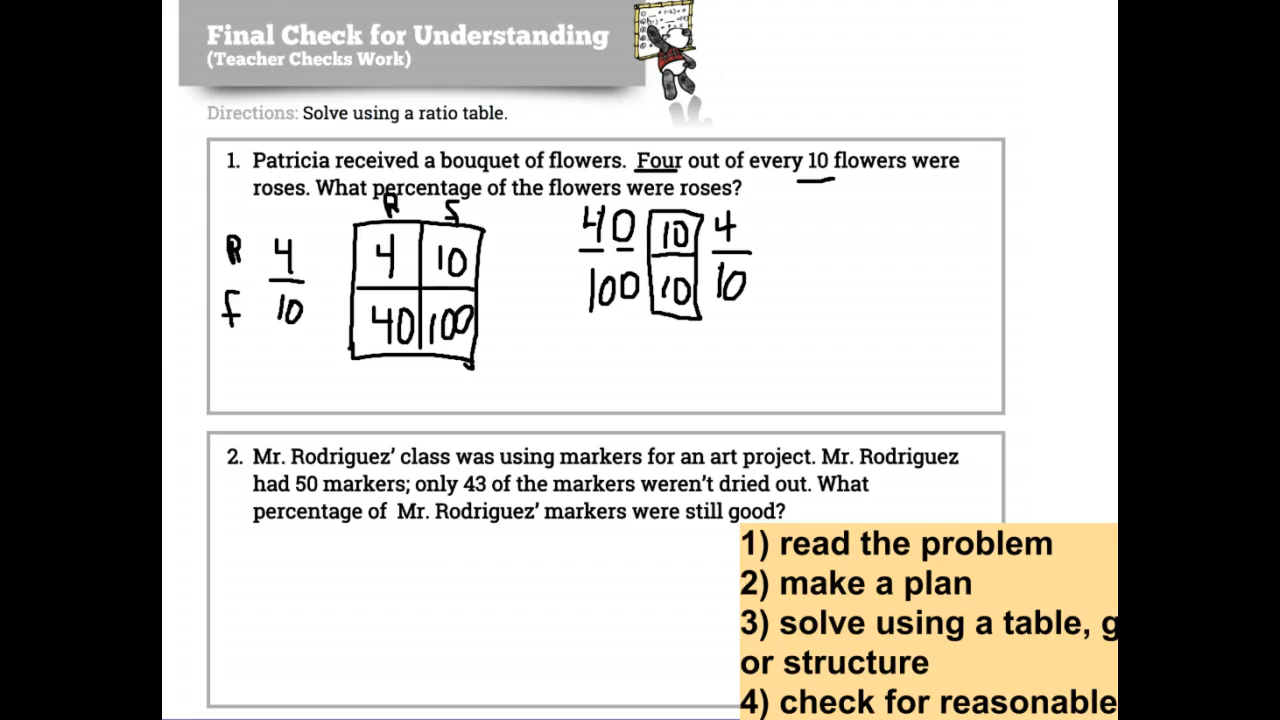 Final Check for Understanding
(Teacher Checks Work)
Directions: Solve using a ratio table.
1. Patricia received a bouquet of flowers. Four out of every 10 flowers were
roses. What percentage of the flowers were roses?
R 4
F 10
R
4 10
40 100
40 10 4
100 10 10
2. Mr. Rodriguez’ class was using markers for an art project. Mr. Rodriguez
had 50 markers; only 43 of the markers weren’t dried out. What
percentage of Mr. Rodriguez’ markers were still good?
1) read the problem
2) make a plan
3) solve using a table, g
or structure
4) check for reasonable